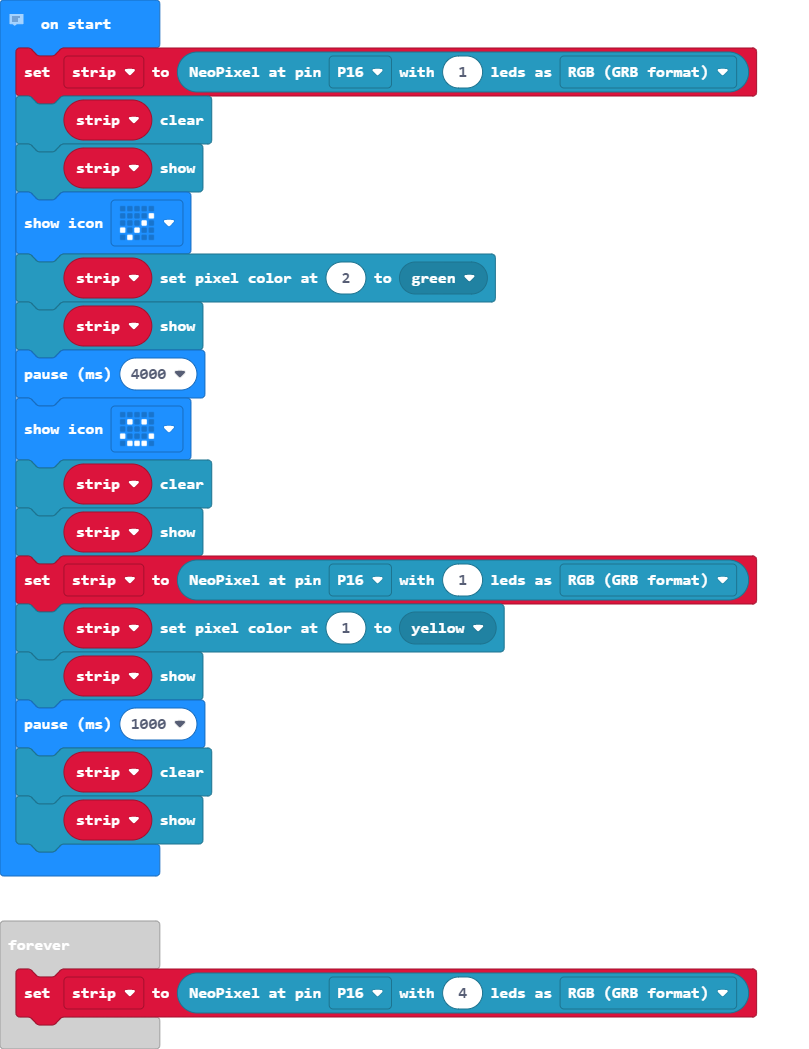 on start
set strip to NeoPixel at pin P16 with 1 leds as RGB (GRB format)
strip clear
strip show
show icon
strip set pixel color at 2 to green
strip show
pause (ms) 4000
show icon
strip clear
strip show
set strip to NeoPixel at pin P16 with 1 leds as RGB (GRB format)
strip set pixel color at 1 to yellow
strip show
pause (ms) 1000
strip clear
strip show
forever
set strip to NeoPixel at pin P16 with 4 leds as RGB (GRB format)